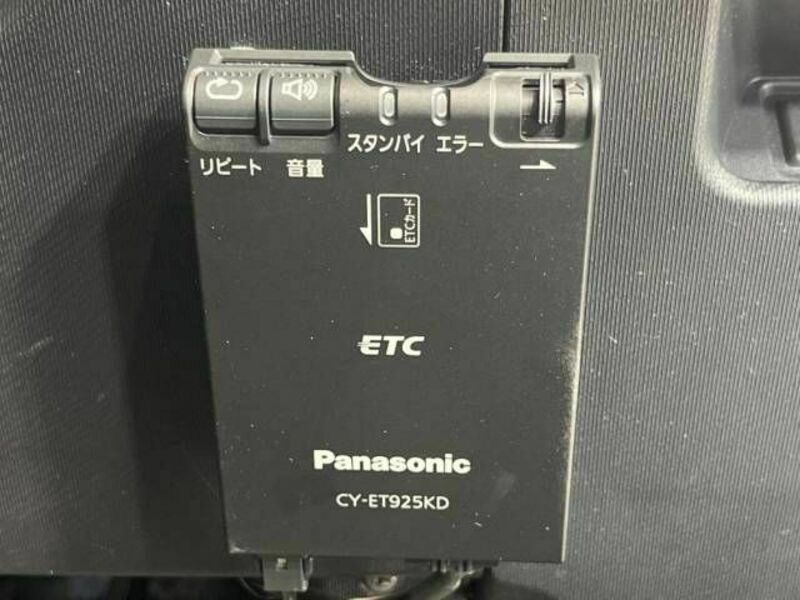 スタンバイ エラー
リピート 音量
ETCカード
ETC
Panasonic
CY-ET925KD